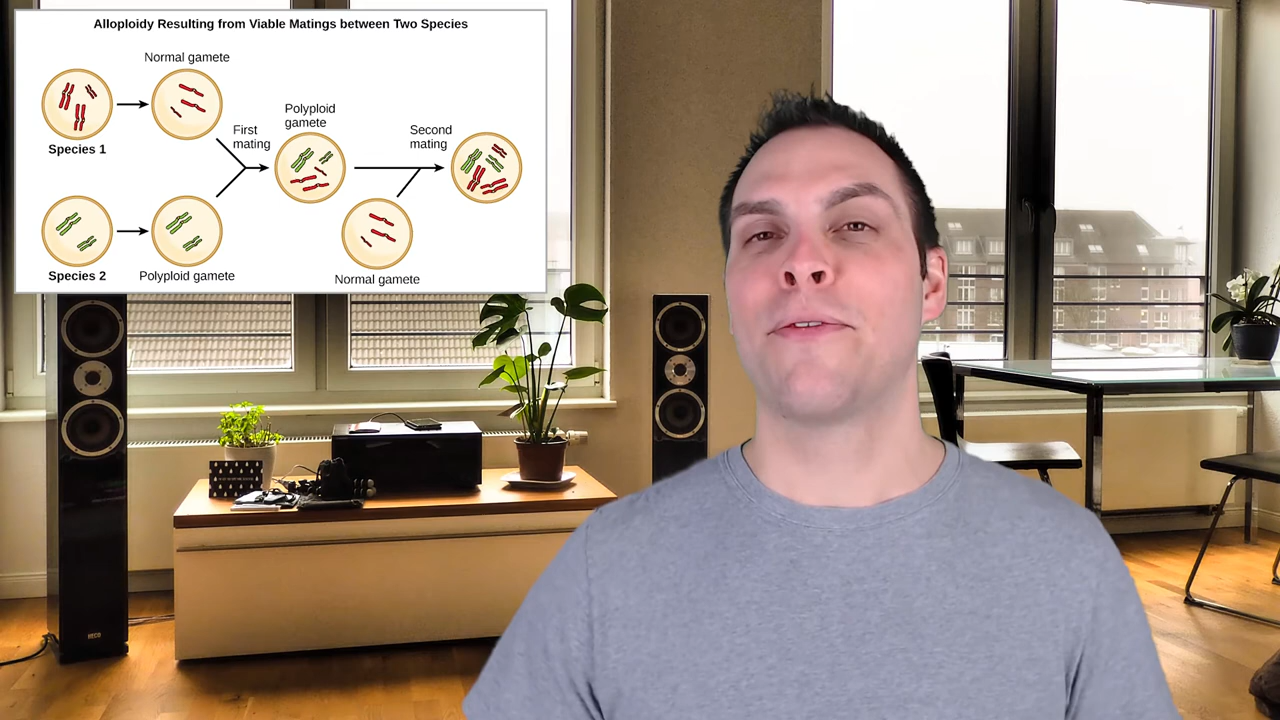 Alloploidy Resulting from Viable Matings between Two Species
Normal gamete
Polyploid
gamete
First
mating
Second
mating
Species 1
Species 2
Polyploid gamete
Normal gamete
HECO